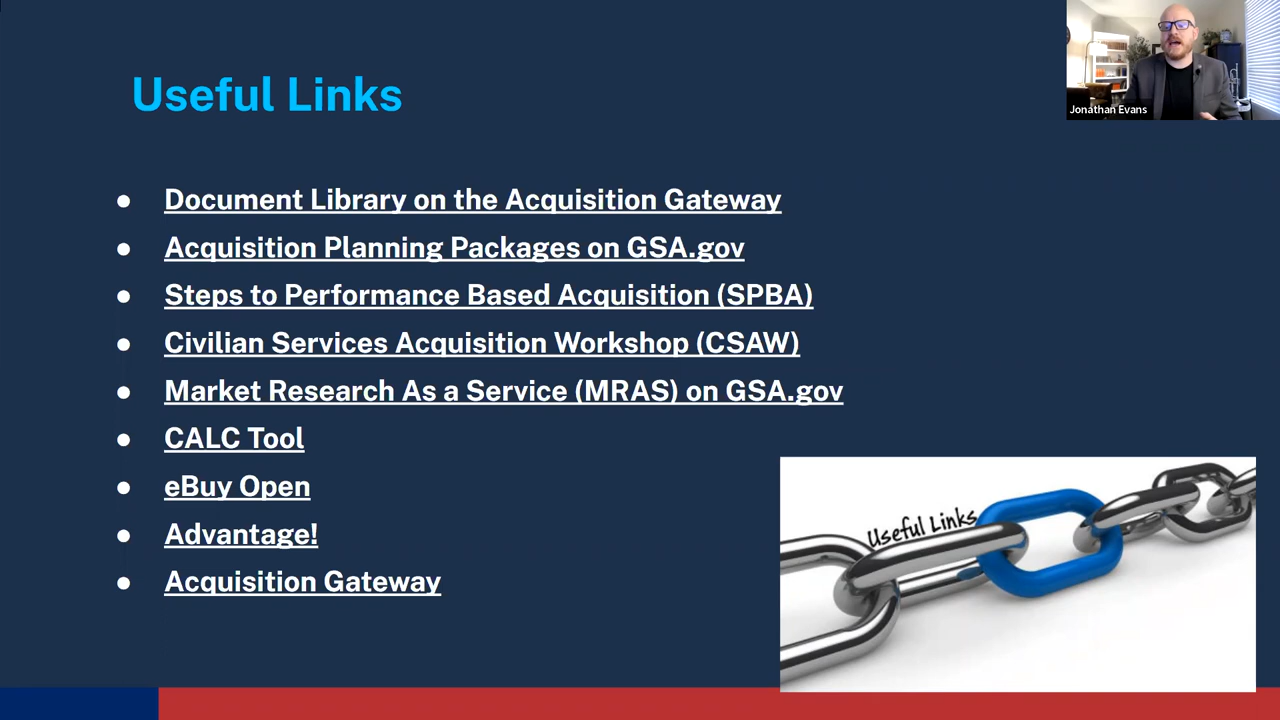 Useful Links
Jonathan Evans
● Document Library on the Acquisition Gateway
● Acquisition Planning Packages on GSA.gov
● Steps to Performance Based Acquisition (SPBA)
● Civilian Services Acquisition Workshop (CSAW)
● Market Research As a Service (MRAS) on GSA.gov
● CALC Tool
● eBuy Open
● Advantage!
● Acquisition Gateway
Useful Links